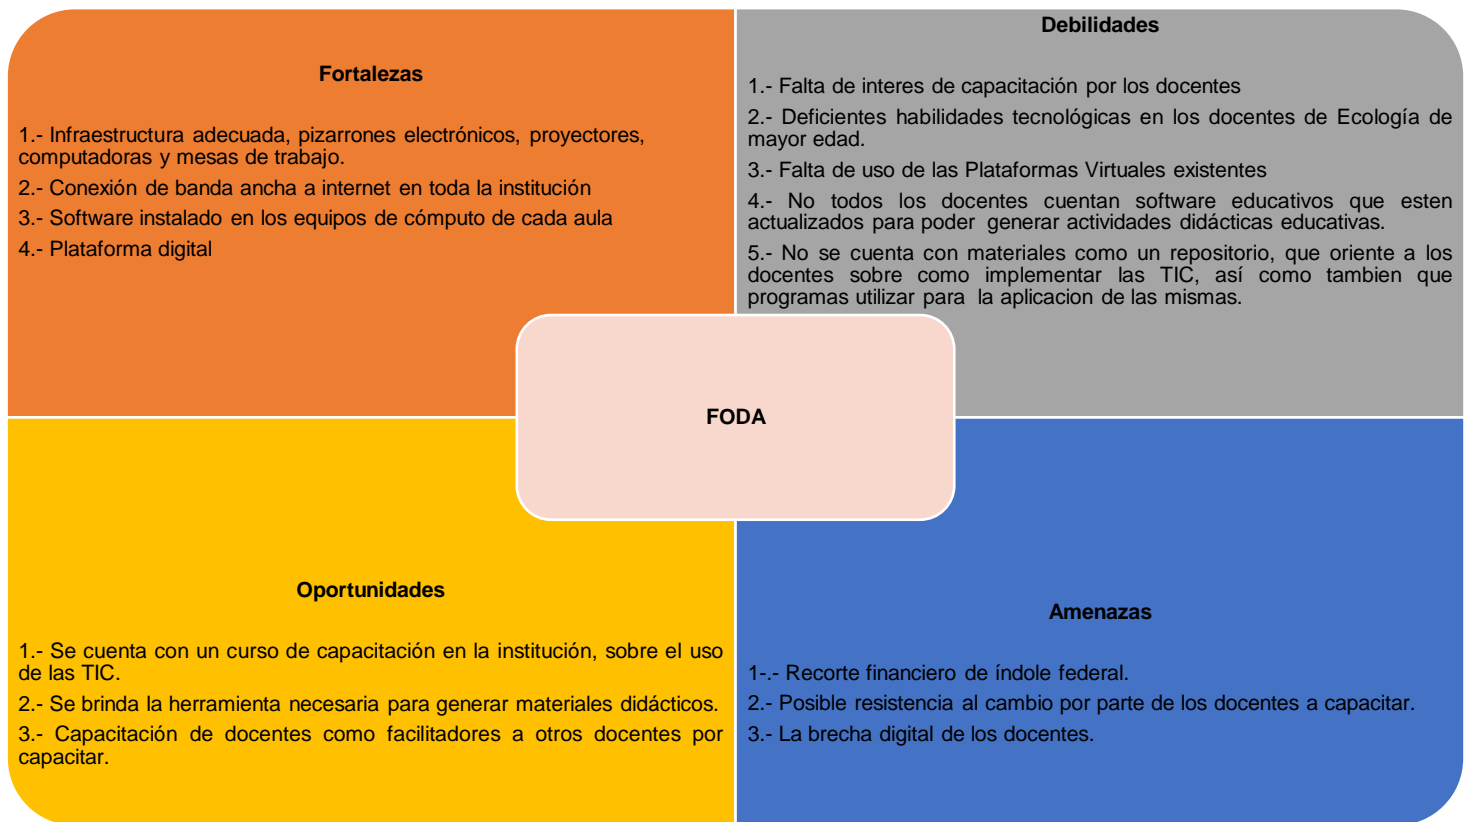 Fortalezas
1.- Infraestructura adecuada, pizarrones electrónicos, proyectores,
computadoras y mesas de trabajo.
2.- Conexión de banda ancha a internet en toda la institución
3.- Software instalado en los equipos de cómputo de cada aula
4.- Plataforma digital
Debilidades
1.- Falta de interes de capacitación por los docentes
2.- Deficientes habilidades tecnológicas en los docentes de Ecología de
mayor edad.
3.- Falta de uso de las Plataformas Virtuales existentes
4.- No todos los docentes cuentan software educativos que esten
actualizados para poder generar actividades didácticas educativas.
5.- No se cuenta con materiales como un repositorio, que oriente a los
docentes sobre como implementar las TIC, así como tambien que
programas utilizar para la aplicacion de las mismas.
FODA
Oportunidades
1.- Se cuenta con un curso de capacitación en la institución, sobre el uso
de las TIC.
2.- Se brinda la herramienta necesaria para generar materiales didácticos.
3.- Capacitación de docentes como facilitadores a otros docentes por
capacitar.
Amenazas
1-.- Recorte financiero de índole federal.
2.- Posible resistencia al cambio por parte de los docentes a capacitar.
3.- La brecha digital de los docentes.